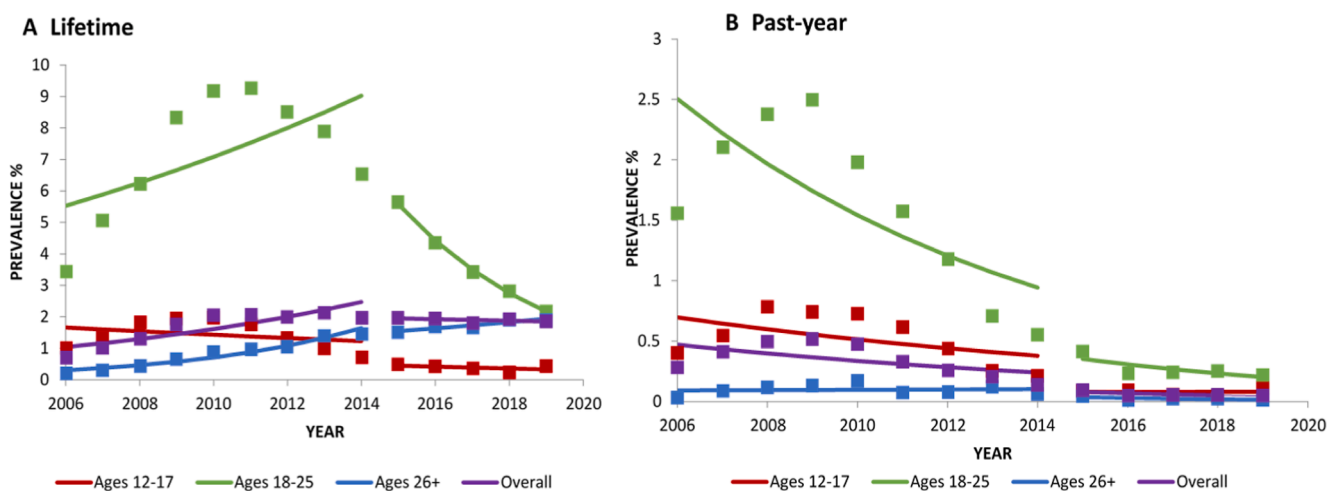 A Lifetime
PREVALENCE %
10
9
8
7
6
5
4
3
2
1
0
2006 2008 2010 2012 2014 2016 2018 2020
YEAR
Ages 12-17 Ages 18-25 Ages 26+ Overall
B Past-year
PREVALENCE %
3
2.5
2
1.5
1
0.5
0
2006 2008 2010 2012 2014 2016 2018 2020
YEAR
Ages 12-17 Ages 18-25 Ages 26+ Overall